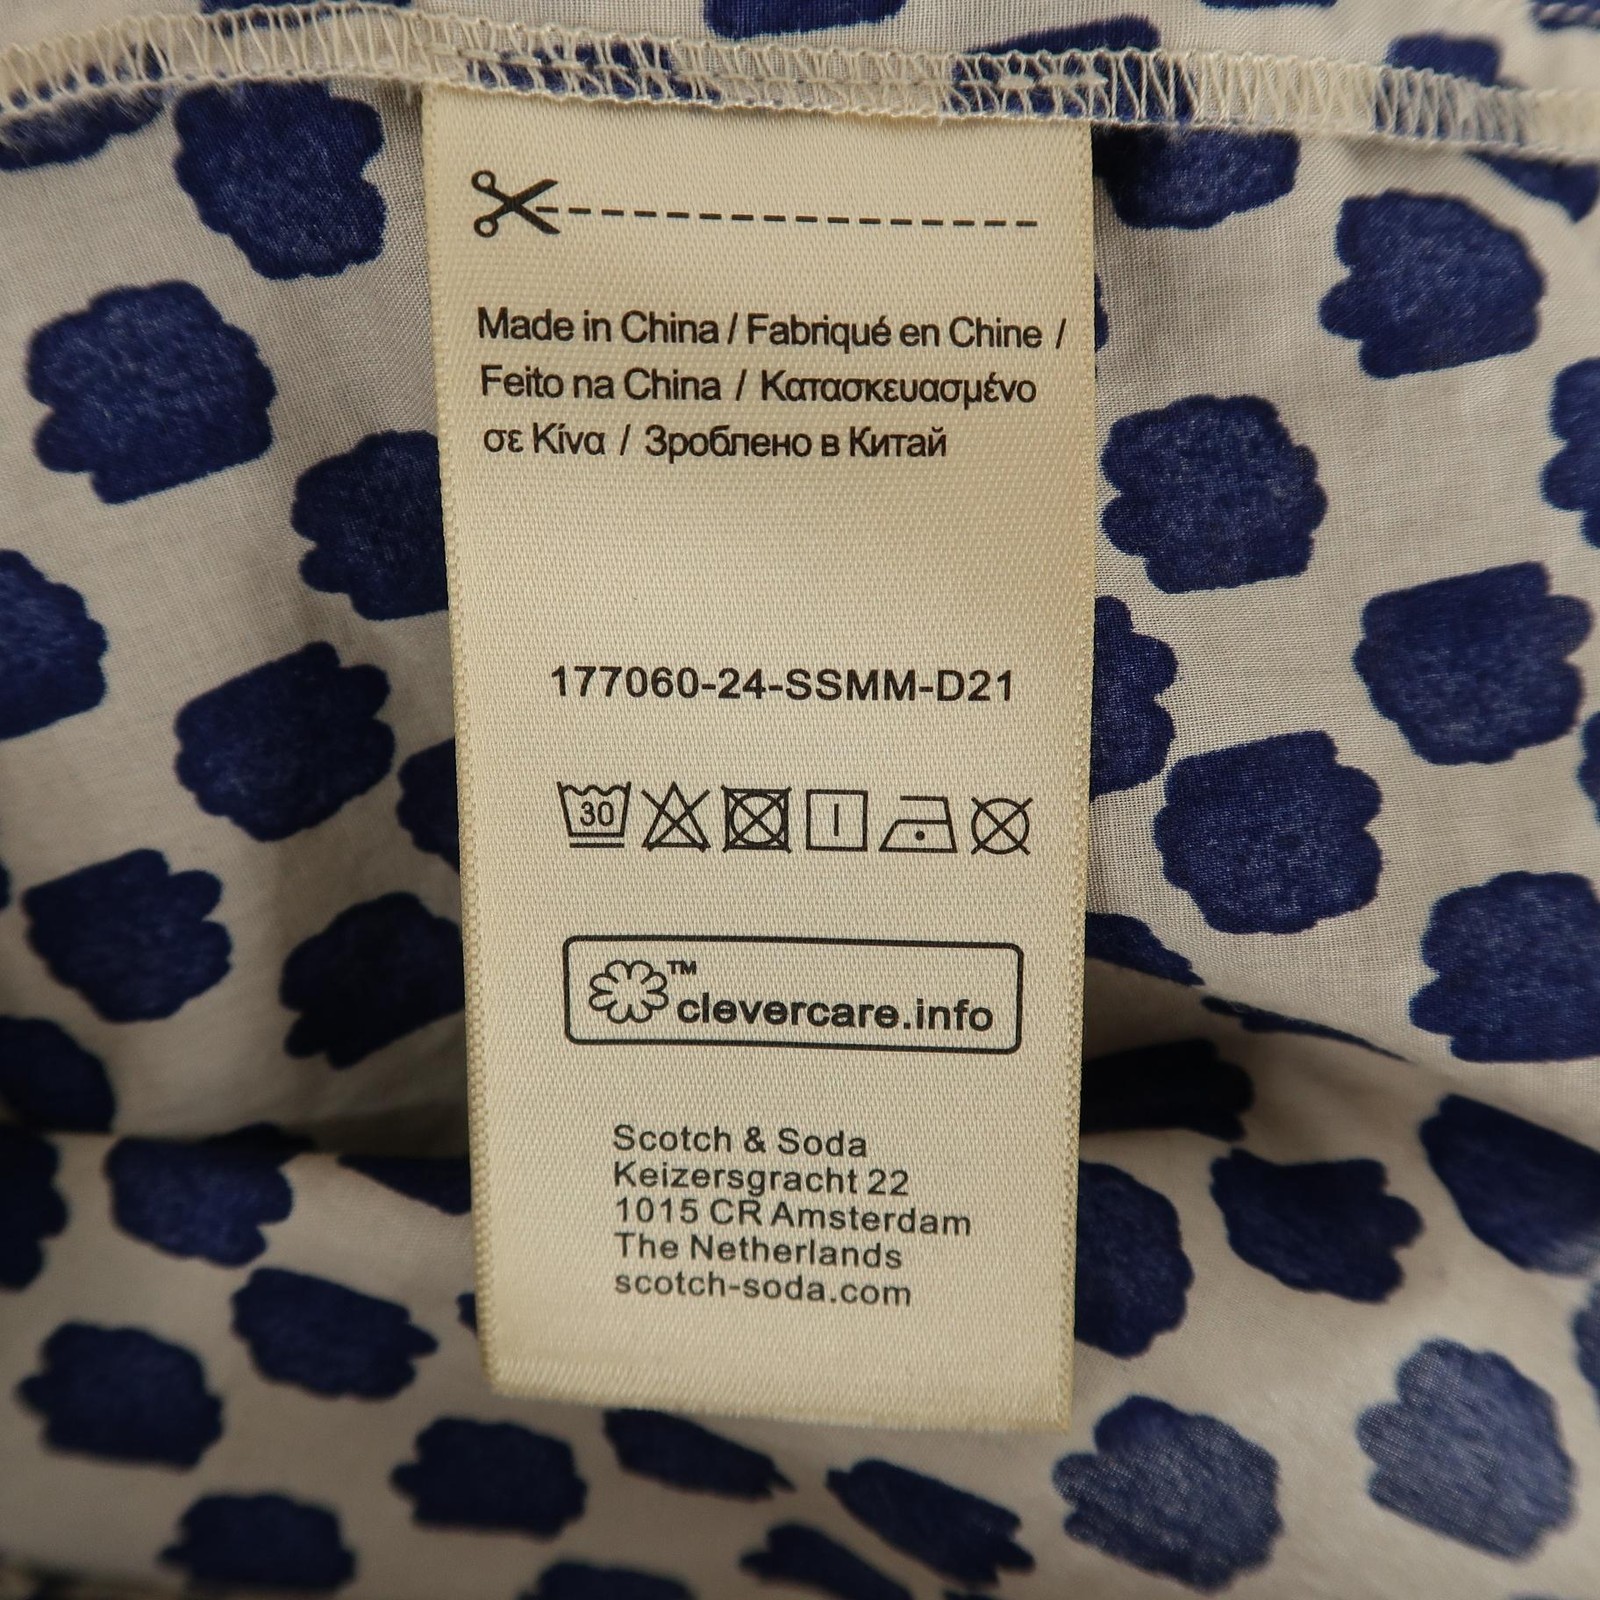 Made in China / Fabriqué en Chine /
Feito na China / Κατασκευασμένο
σε Κίνα / Зроблено в Китай
177060-24-SSMM-D21
30
™
clevercare.info
Scotch & Soda
Keizersgracht 22
1015 CR Amsterdam
The Netherlands
scotch-soda.com